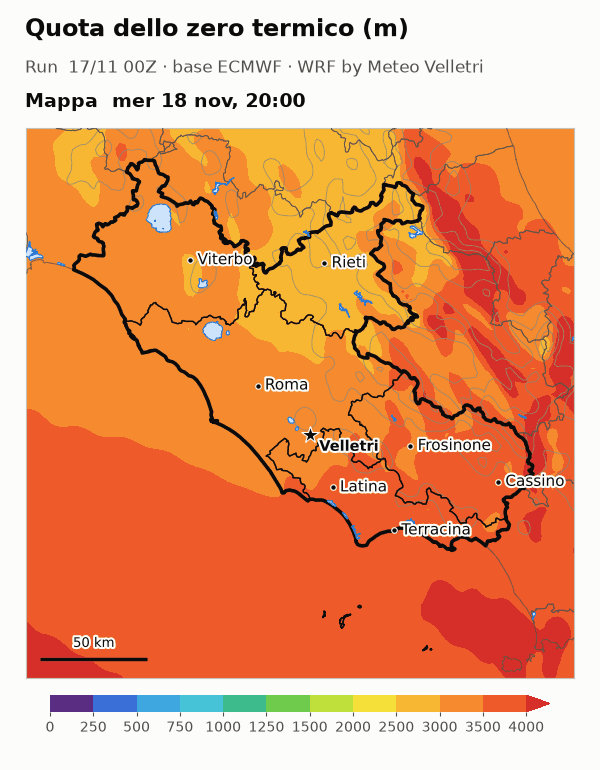 Quota dello zero termico (m)
Run  17/11 00Z · base ECMWF · WRF by Meteo Velletri
Mappa  mer 18 nov, 20:00
Viterbo
Rieti
Roma
Velletri
Frosinone
Cassino
Latina
Terracina
50 km
0 250 500 750 1000 1250 1500 2000 2500 3000 3500 4000